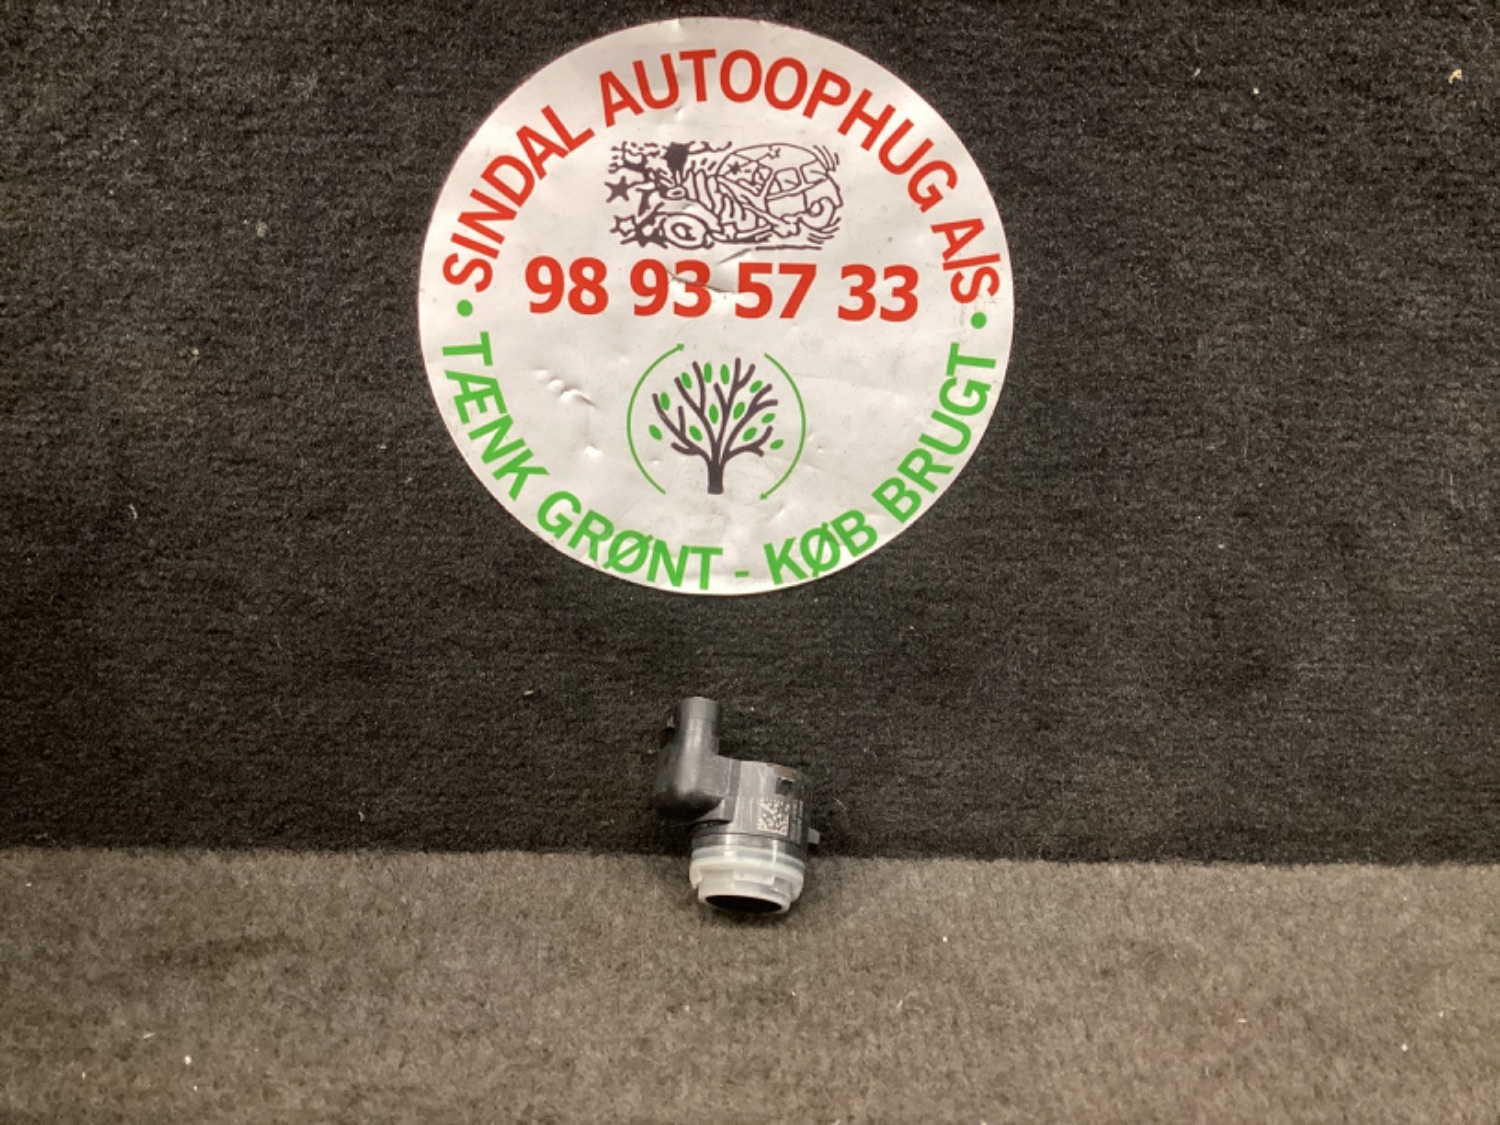 SINDAL AUTOOPHUG A/S
98 93 57 33
• TÆNK GRØNT - KØB BRUGT •